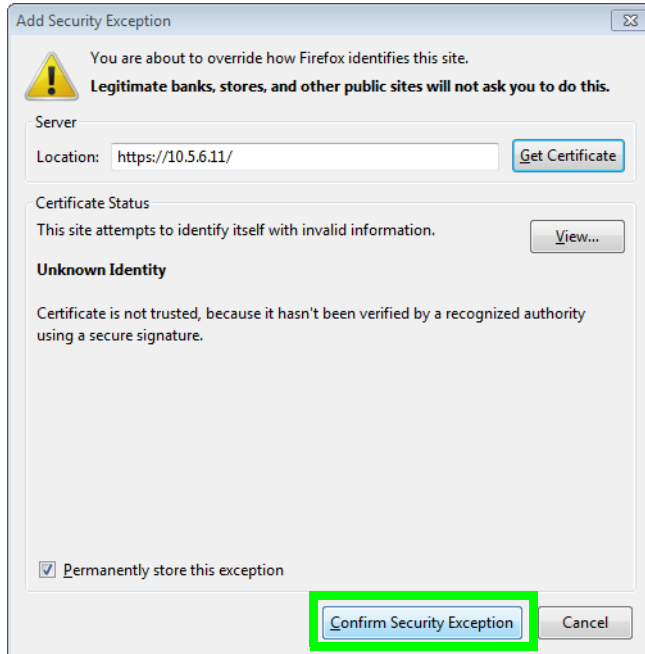 Add Security Exception
You are about to override how Firefox identifies this site.
Legitimate banks, stores, and other public sites will not ask you to do this.
Server
Location: https://10.5.6.11/ Get Certificate
Certificate Status
This site attempts to identify itself with invalid information. View...
Unknown Identity
Certificate is not trusted, because it hasn't been verified by a recognized authority
using a secure signature.
Permanently store this exception
Confirm Security Exception Cancel